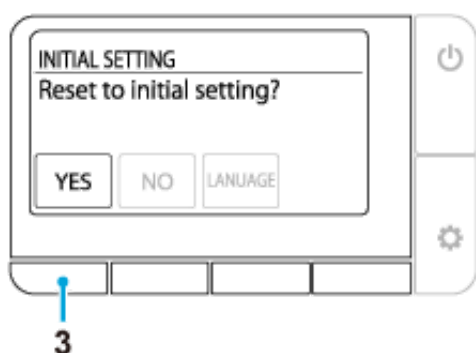 INITIAL SETTING
Reset to initial setting?
YES NO LANUAGE
3